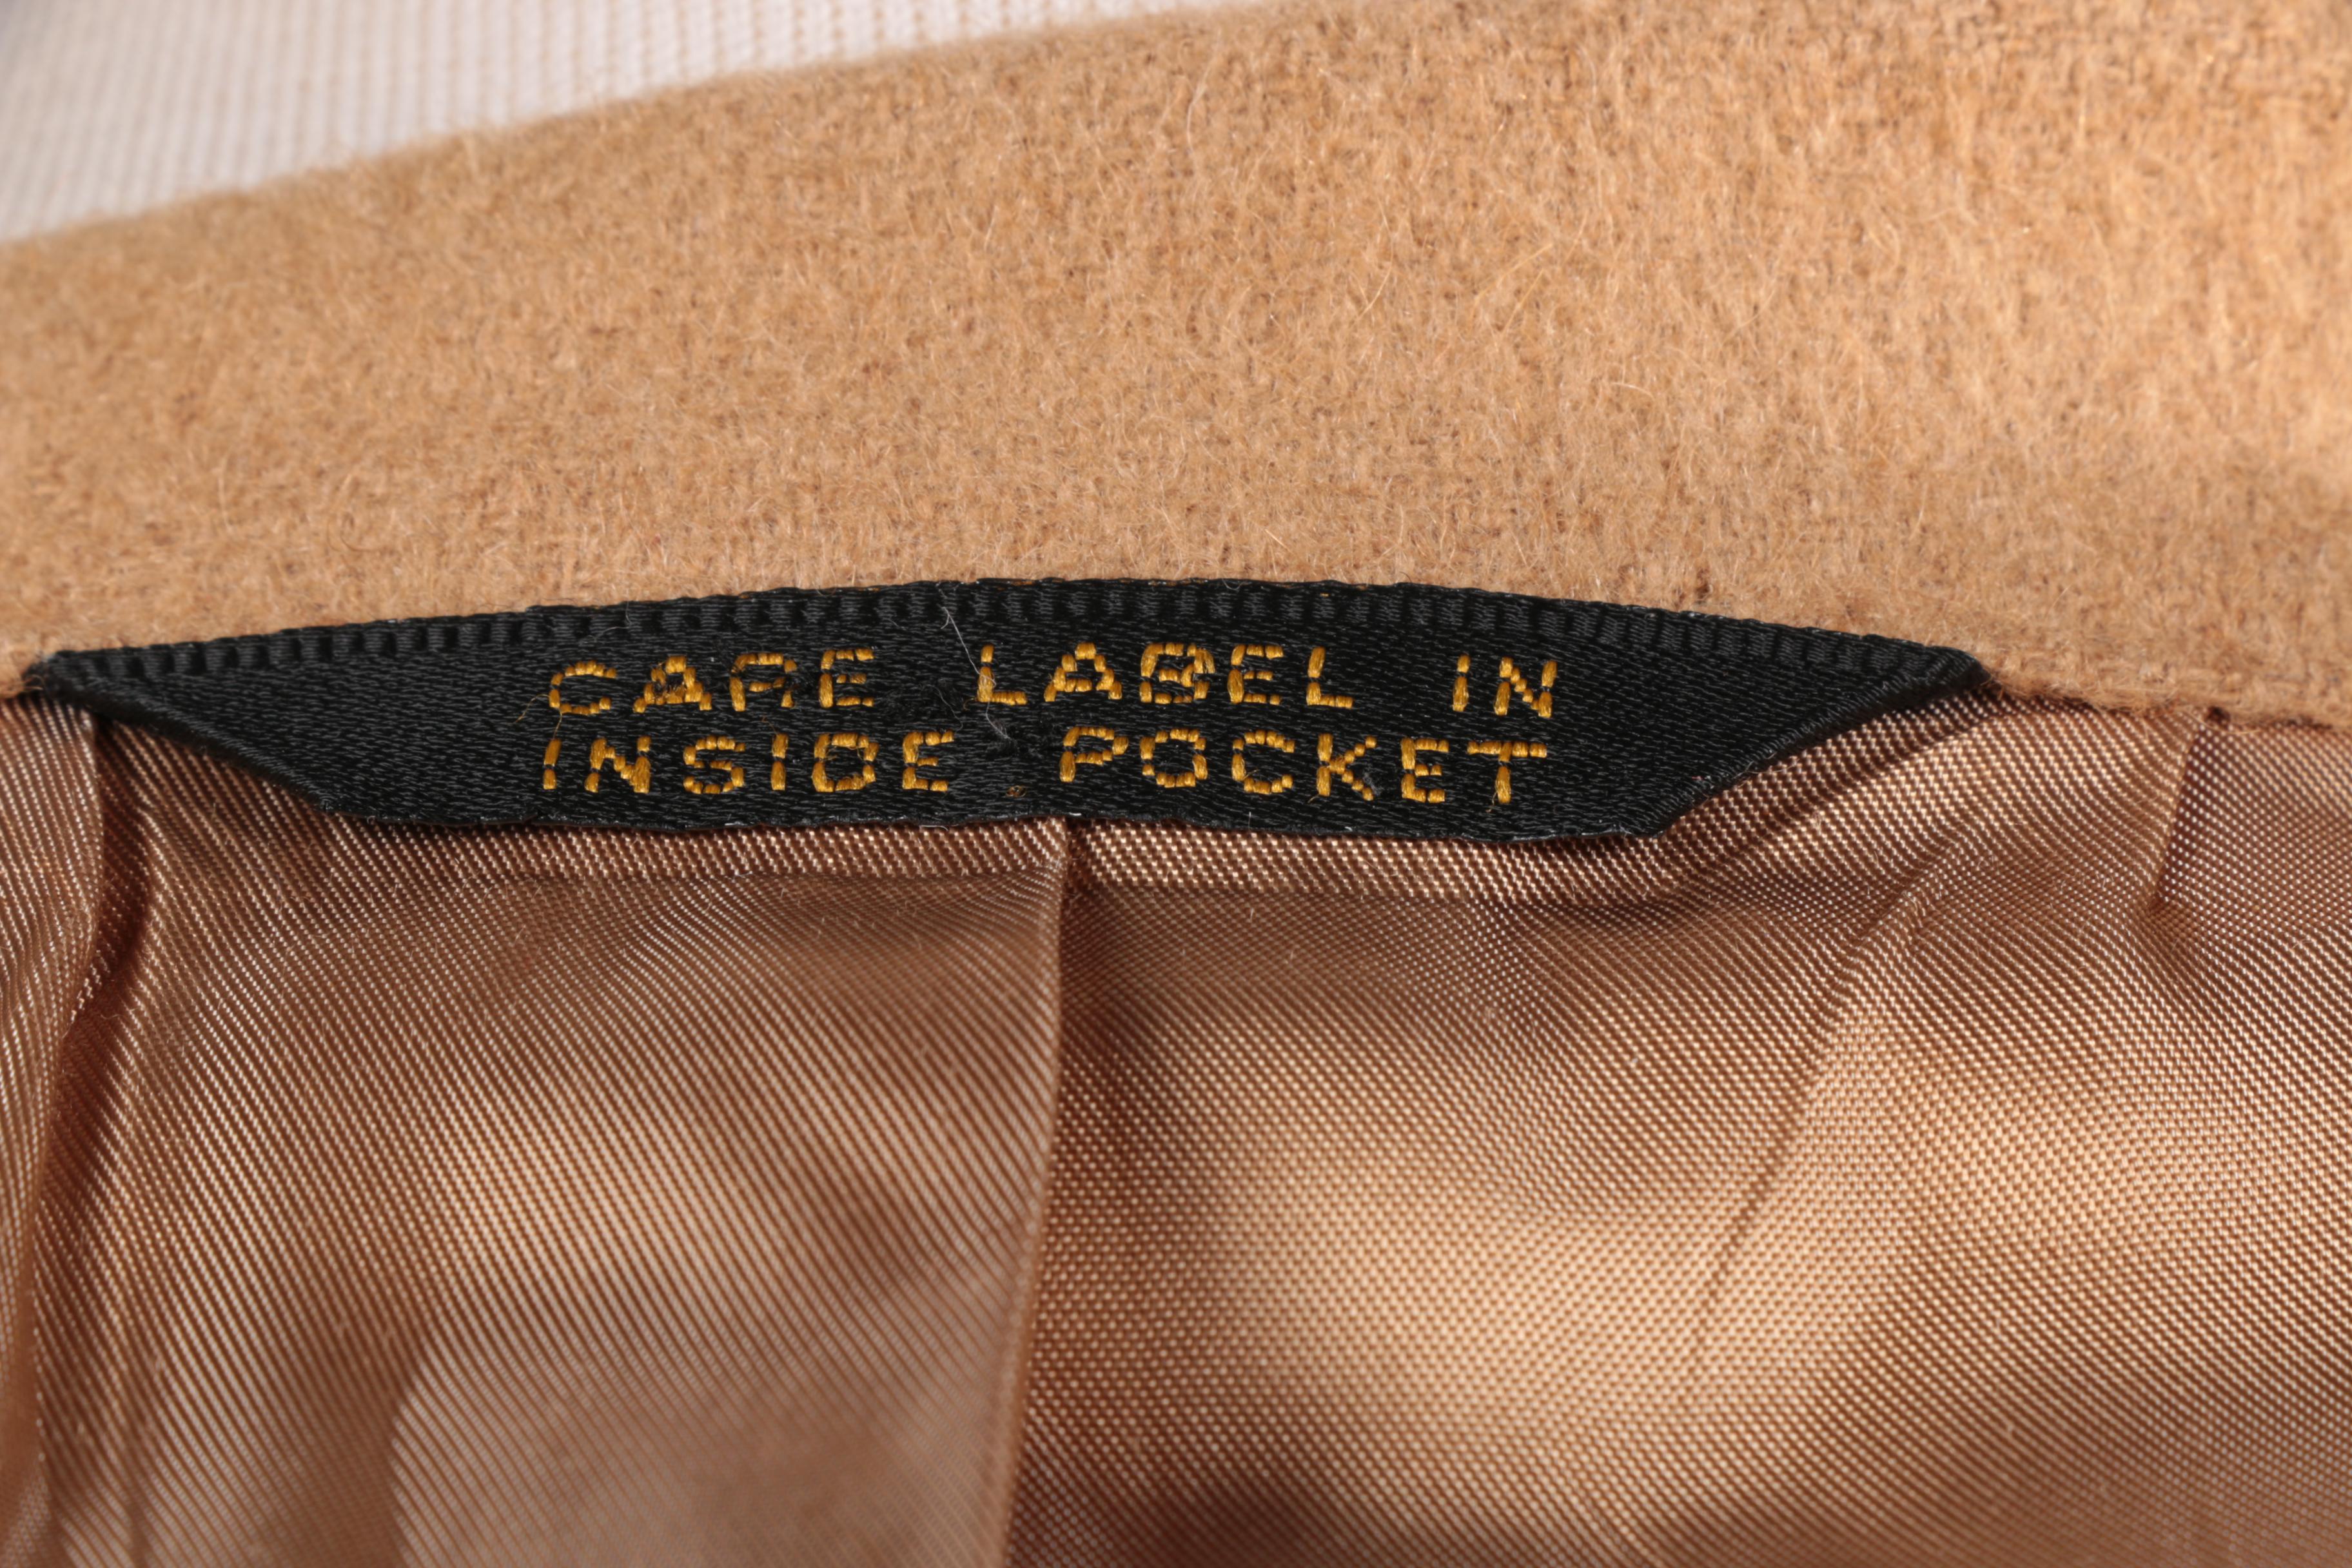 CARE LABEL IN
INSIDE POCKET